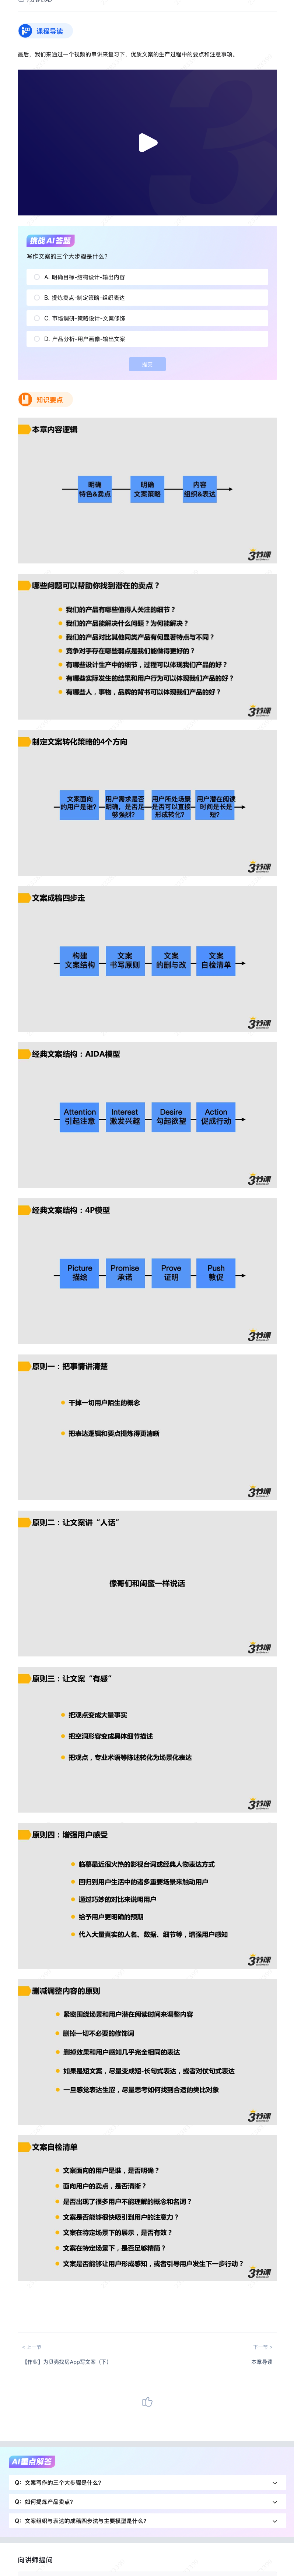 课程导读
最后，我们来通过一个视频的串讲来复习下，优质文案的生产过程中的要点和注意事项。
挑战AI答题
写作文案的三个大步骤是什么？
A. 明确目标-结构设计-输出内容
B. 提炼卖点-制定策略-组织表达
C. 市场调研-策略设计-文案修饰
D. 产品分析-用户画像-输出文案
提交
知识要点
本章内容逻辑
明确
特色&卖点
明确
文案策略
内容
组织&表达
3节课
哪些问题可以帮助你找到潜在的卖点？
我们的产品有哪些值得人关注的细节？
我们的产品能解决什么问题？为何能解决？
我们的产品对比其他同类产品有何显著特点与不同？
竞争对手存在哪些弱点是我们能做得更好的？
有哪些设计生产中的细节，过程可以体现我们产品的好？
有哪些实际发生的结果和用户行为可以体现我们产品的好？
有哪些人，事物，品牌的背书可以体现我们产品的好？
3节课
制定文案转化策略的4个方向
文案面向
的用户是谁？
用户需求是否
明确，是否足
够强烈？
用户所处场景
是否可以直接
形成转化？
用户潜在阅读
时间是长是
短？
3节课
文案成稿四步走
构建
文案结构
文案
书写原则
文案
的删与改
文案
自检清单
3节课
经典文案结构：AIDA模型
Attention
引起注意
Interest
激发兴趣
Desire
勾起欲望
Action
促成行动
3节课
经典文案结构：4P模型
Picture
描绘
Promise
承诺
Prove
证明
Push
敦促
3节课
原则一：把事情讲清楚
干掉一切用户陌生的概念
把表达逻辑和要点提炼得更清晰
3节课
原则二：让文案讲“人话”
像哥们和闺蜜一样说话
3节课
原则三：让文案“有感”
把观点变成大量事实
把空洞形容变成具体细节描述
把观点，专业术语等陈述转化为场景化表达
3节课
原则四：增强用户感受
临摹最近很火热的影视台词或经典人物表达方式
回归到用户生活中的诸多重要场景来触动用户
通过巧妙的对比来说明用户
给予用户更明确的预期
代入大量真实的人名、数据、细节等，增强用户感知
3节课
删减调整内容的原则
紧密围绕场景和用户潜在阅读时间来调整内容
删掉一切不必要的修饰词
删掉效果和用户感知几乎完全相同的表达
如果是短文案，尽量变成短-长句式表达，或者对仗句式表达
一旦感觉表达生涩，尽量思考如何找到合适的类比对象
3节课
文案自检清单
文案面向的用户是谁，是否明确？
面向用户的卖点，是否清晰？
是否出现了很多用户不能理解的概念和名词？
文案是否能够很快吸引到用户的注意力？
文案在特定场景下的展示，是否有效？
文案在特定场景下，是否足够精简？
文案是否能够让用户形成感知，或者引导用户发生下一步行动？
3节课
< 上一节
下一节 >
【作业】为贝壳找房App写文案（下）
本章导读
AI重点解答
Q：文案写作的三个大步骤是什么？
Q：如何提炼产品卖点？
Q：文案组织与表达的成稿四步法与主要模型是什么？
向讲师提问